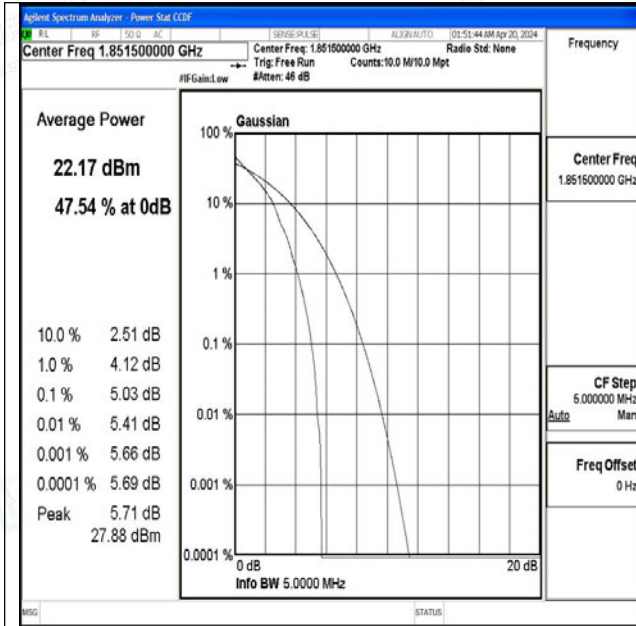 Agilent Spectrum Analyzer - Power Stat CCDF
RL RF 50 Ω AC SENSE:PULSE ALIGNAUTO 01:51:44 AM Apr 20, 2024
Center Freq 1.851500000 GHz
Center Freq: 1.851500000 GHz Radio Std: None
Trig: Free Run Counts:10.0 M/10.0 Mpt
#IFGain:Low #Atten: 46 dB
Average Power
22.17 dBm
47.54 % at 0dB
10.0 % 2.51 dB
1.0 % 4.12 dB
0.1 % 5.03 dB
0.01 % 5.41 dB
0.001 % 5.66 dB
0.0001 % 5.69 dB
Peak 5.71 dB
27.88 dBm
Gaussian
100 %
10 %
1 %
0.1 %
0.01 %
0.001 %
0.0001 %
0 dB 20 dB
Info BW 5.0000 MHz
Frequency
Center Freq
1.851500000 GHz
CF Step
5.000000 MHz
Auto Man
Freq Offset
0 Hz
MSG STATUS